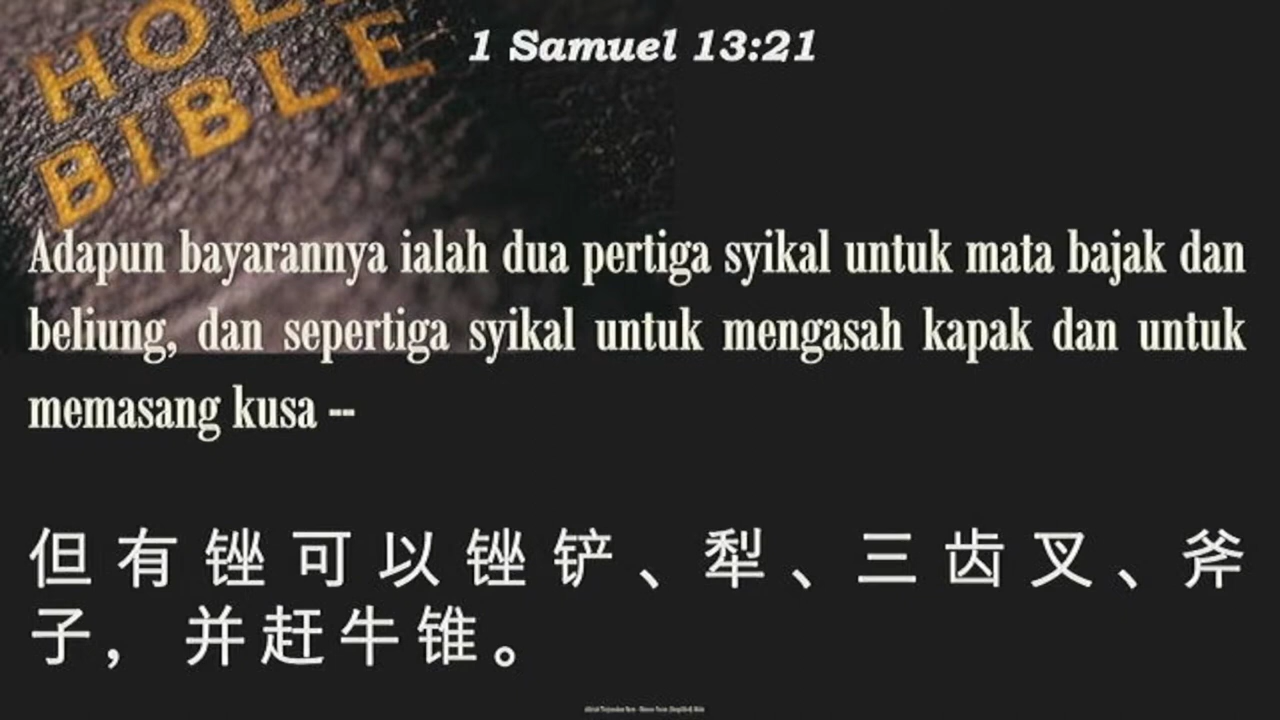 HOL
BIBLE
1 Samuel 13:21
Adapun bayarannya ialah dua pertiga syikal untuk mata bajak dan
beliung, dan sepertiga syikal untuk mengasah kapak dan untuk
memasang kusa --
但有锉可以锉铲、犁、三齿叉、斧
子，并赶牛锥。